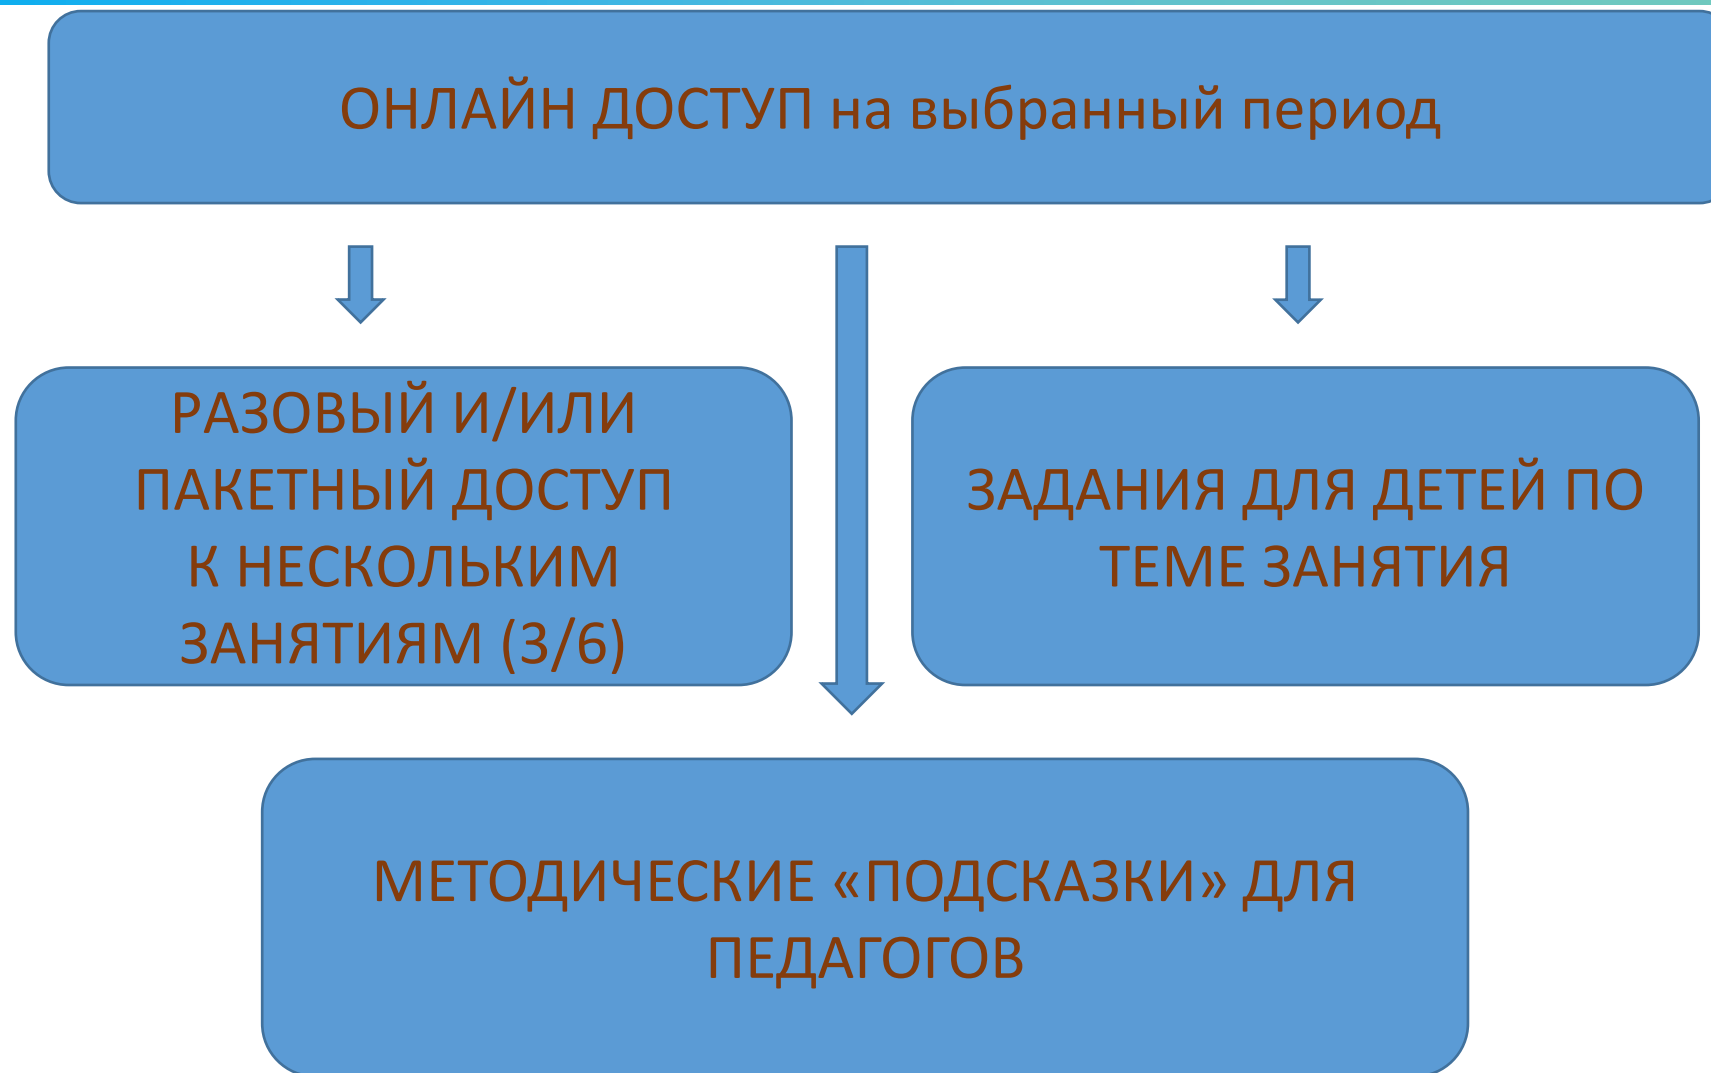 ОНЛАЙН ДОСТУП на выбранный период
РАЗОВЫЙ И/ИЛИ
ПАКЕТНЫЙ ДОСТУП
К НЕСКОЛЬКИМ
ЗАНЯТИЯМ (3/6)
ЗАДАНИЯ ДЛЯ ДЕТЕЙ ПО
ТЕМЕ ЗАНЯТИЯ
МЕТОДИЧЕСКИЕ «ПОДСКАЗКИ» ДЛЯ
ПЕДАГОГОВ